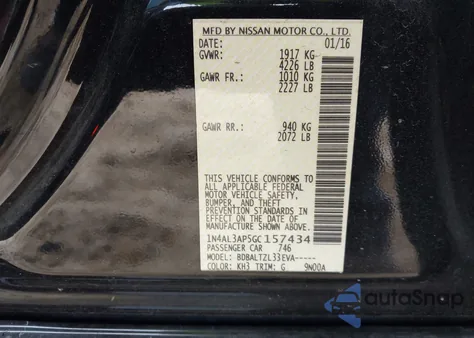 MFD BY NISSAN MOTOR CO., LTD.
DATE: 01/16
GVWR: 1917 KG
4226 LB
GAWR FR.: 1010 KG
2227 LB
GAWR RR.: 940 KG
2072 LB
THIS VEHICLE CONFORMS TO
ALL APPLICABLE FEDERAL
MOTOR VEHICLE SAFETY,
BUMPER, AND THEFT
PREVENTION STANDARDS IN
EFFECT ON THE DATE OF
MANUFACTURE SHOWN ABOVE.
1N4AL3AP5GC157434
PASSENGER CAR 746
MODEL: BDBALTZL33EVA-----
COLOR: KH3 TRIM: G 9N00A
autoSnap